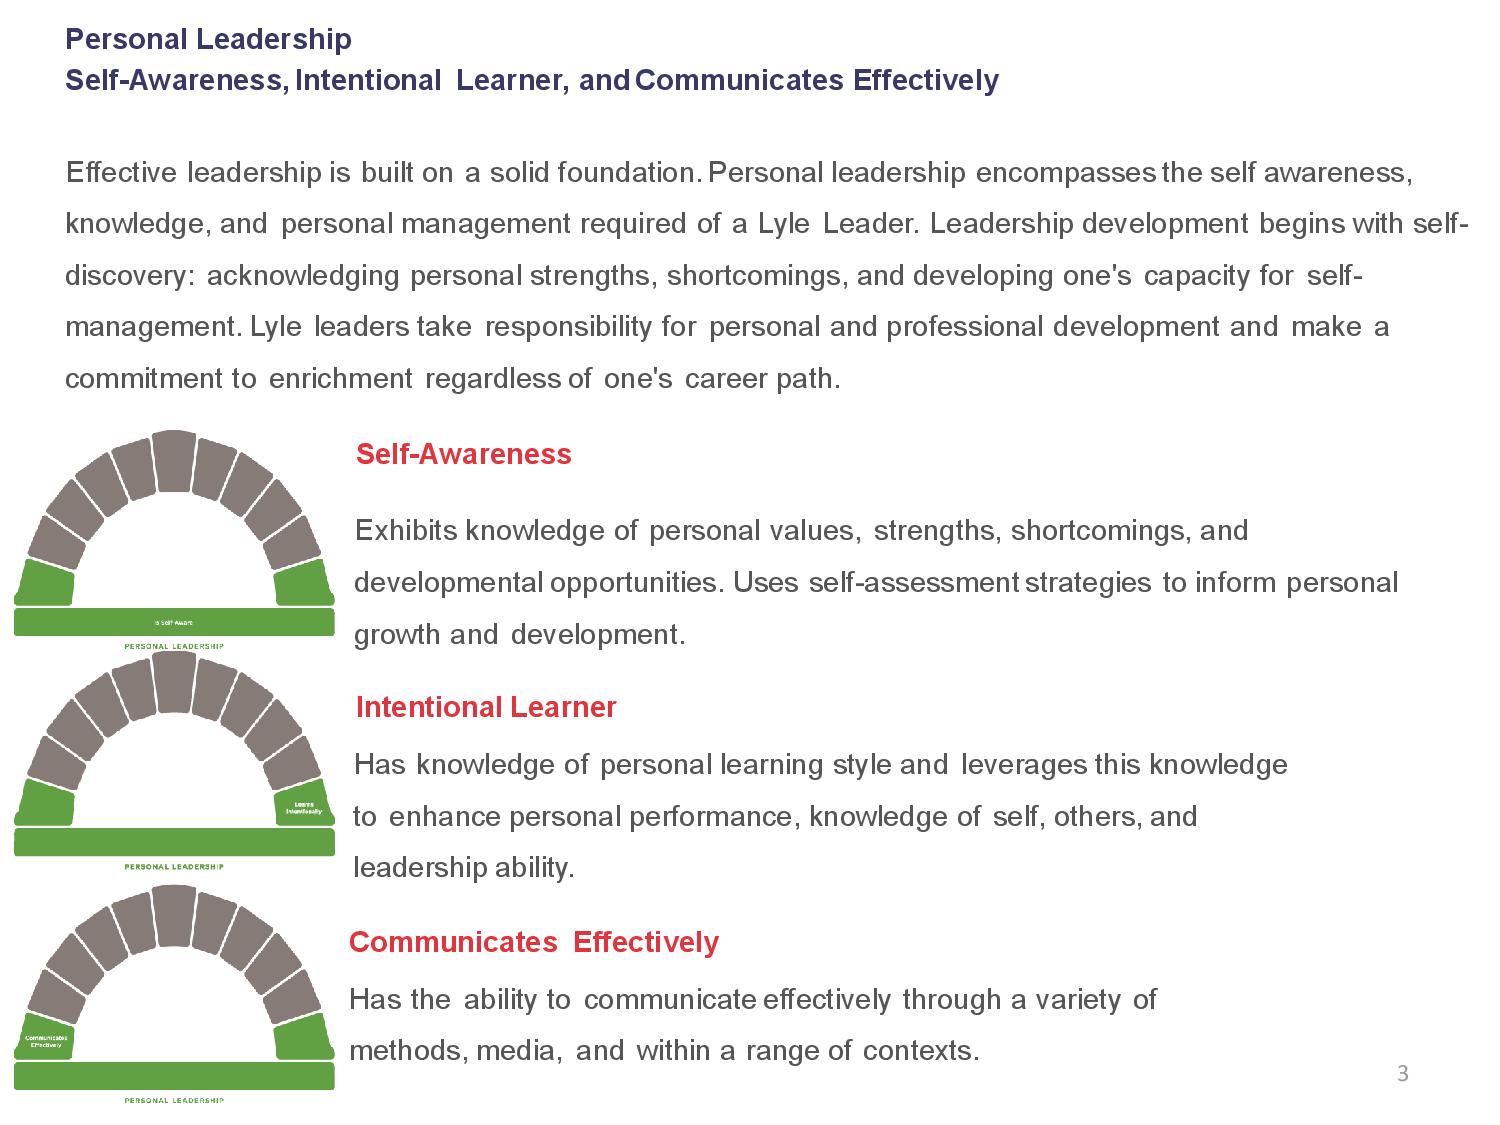 Personal Leadership
Self-Awareness, Intentional Learner, and Communicates Effectively
Effective leadership is built on a solid foundation. Personal leadership encompasses the self awareness,
knowledge, and personal management required of a Lyle Leader. Leadership development begins with self-
discovery: acknowledging personal strengths, shortcomings, and developing one's capacity for self-
management. Lyle leaders take responsibility for personal and professional development and make a
commitment to enrichment regardless of one's career path.
Self-Awareness
Exhibits knowledge of personal values, strengths, shortcomings, and
developmental opportunities. Uses self-assessment strategies to inform personal
growth and development.
Is Self-Aware
PERSONAL LEADERSHIP
Intentional Learner
Has knowledge of personal learning style and leverages this knowledge
to enhance personal performance, knowledge of self, others, and
leadership ability.
Learns
Intentionally
PERSONAL LEADERSHIP
Communicates Effectively
Has the ability to communicate effectively through a variety of
methods, media, and within a range of contexts.
Communicates
Effectively
PERSONAL LEADERSHIP
3